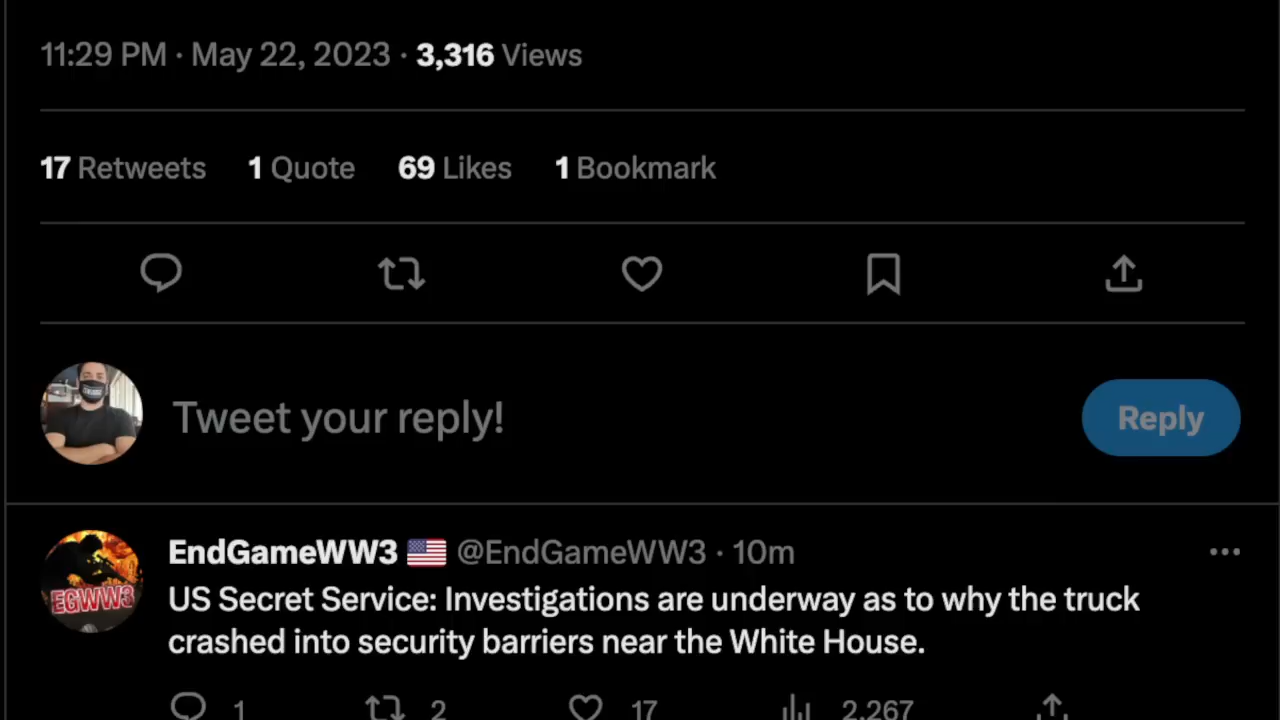 11:29 PM · May 22, 2023 · 3,316 Views
17 Retweets 1 Quote 69 Likes 1 Bookmark
Tweet your reply!
Reply
EndGameWW3 🇺🇸 @EndGameWW3 · 10m
EGWW3
US Secret Service: Investigations are underway as to why the truck
crashed into security barriers near the White House.
1 2 17 2,267